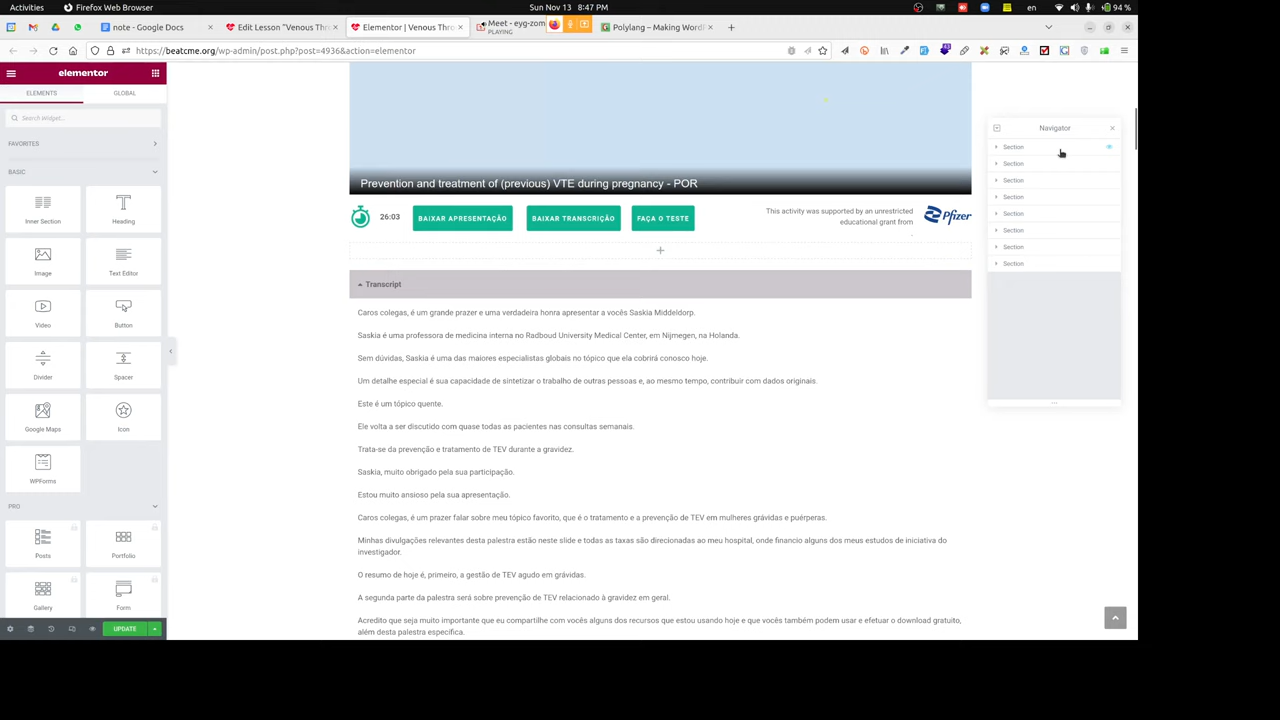 Activities
Firefox Web Browser
Sun Nov 13 8:47 PM
en
94 %
note - Google Docs
Edit Lesson "Venous Thro
Elementor | Venous Thro
Meet - eyg-zom
PLAYING
Polylang – Making WordP
https://beatcme.org/wp-admin/post.php?post=4936&action=elementor
elementor
ELEMENTS
GLOBAL
Search Widget...
FAVORITES
BASIC
Inner Section
Heading
Image
Text Editor
Video
Button
Divider
Spacer
Google Maps
Icon
WPForms
PRO
Posts
Portfolio
Gallery
Form
UPDATE
Prevention and treatment of (previous) VTE during pregnancy - POR
26:03
BAIXAR APRESENTAÇÃO
BAIXAR TRANSCRIÇÃO
FAÇA O TESTE
This activity was supported by an unrestricted
educational grant from
Pfizer
Transcript
Caros colegas, é um grande prazer e uma verdadeira honra apresentar a vocês Saskia Middeldorp.
Saskia é uma professora de medicina interna no Radboud University Medical Center, em Nijmegen, na Holanda.
Sem dúvidas, Saskia é uma das maiores especialistas globais no tópico que ela cobrirá conosco hoje.
Um detalhe especial é sua capacidade de sintetizar o trabalho de outras pessoas e, ao mesmo tempo, contribuir com dados originais.
Este é um tópico quente.
Ele volta a ser discutido com quase todas as pacientes nas consultas semanais.
Trata-se da prevenção e tratamento de TEV durante a gravidez.
Saskia, muito obrigado pela sua participação.
Estou muito ansioso pela sua apresentação.
Caros colegas, é um prazer falar sobre meu tópico favorito, que é o tratamento e a prevenção de TEV em mulheres grávidas e puérperas.
Minhas divulgações relevantes desta palestra estão neste slide e todas as taxas são direcionadas ao meu hospital, onde financio alguns dos meus estudos de iniciativa do
investigador.
O resumo de hoje é, primeiro, a gestão de TEV agudo em grávidas.
A segunda parte da palestra será sobre prevenção de TEV relacionado à gravidez em geral.
Acredito que seja muito importante que eu compartilhe com vocês alguns dos recursos que estou usando hoje e que vocês também podem usar e efetuar o download gratuito,
além desta palestra específica.
Navigator
Section
Section
Section
Section
Section
Section
Section
Section